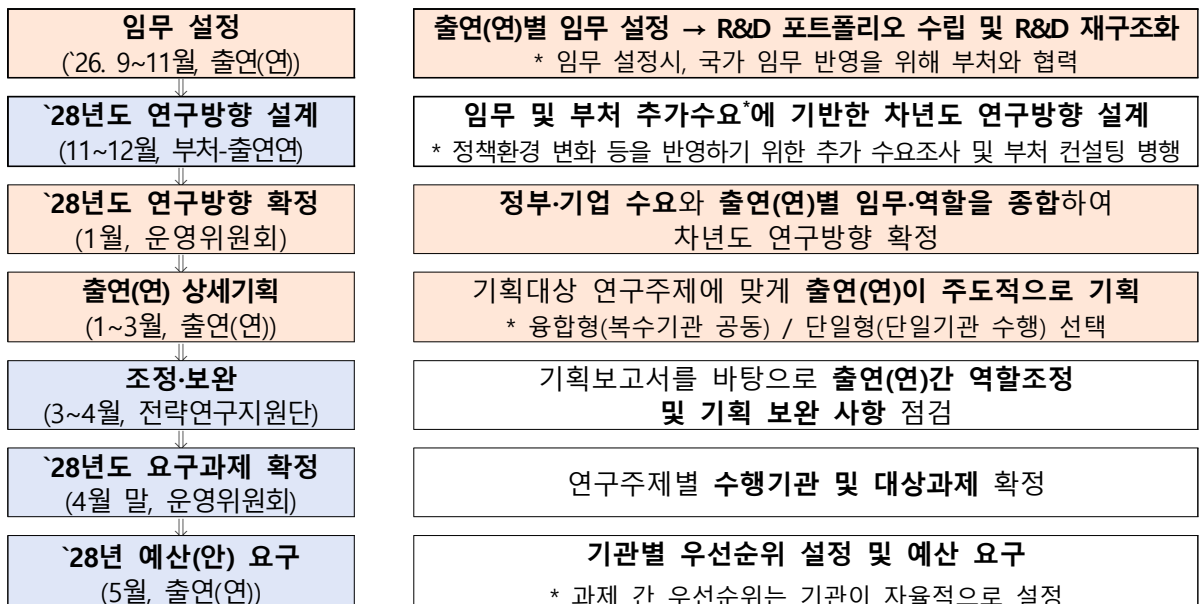 임무 설정
(`26. 9~11월, 출연(연))
출연(연)별 임무 설정 → R&D 포트폴리오 수립 및 R&D 재구조화
* 임무 설정시, 국가 임무 반영을 위해 부처와 협력
`28년도 연구방향 설계
(11~12월, 부처-출연연)
임무 및 부처 추가수요*에 기반한 차년도 연구방향 설계
* 정책환경 변화 등을 반영하기 위한 추가 수요조사 및 부처 컨설팅 병행
`28년도 연구방향 확정
(1월, 운영위원회)
정부·기업 수요와 출연(연)별 임무·역할을 종합하여
차년도 연구방향 확정
출연(연) 상세기획
(1~3월, 출연(연))
기획대상 연구주제에 맞게 출연(연)이 주도적으로 기획
* 융합형(복수기관 공동) / 단일형(단일기관 수행) 선택
조정·보완
(3~4월, 전략연구지원단)
기획보고서를 바탕으로 출연(연)간 역할조정
및 기획 보완 사항 점검
`28년도 요구과제 확정
(4월 말, 운영위원회)
연구주제별 수행기관 및 대상과제 확정
`28년 예산(안) 요구
(5월, 출연(연))
기관별 우선순위 설정 및 예산 요구
* 과제 간 우선순위는 기관이 자율적으로 설정